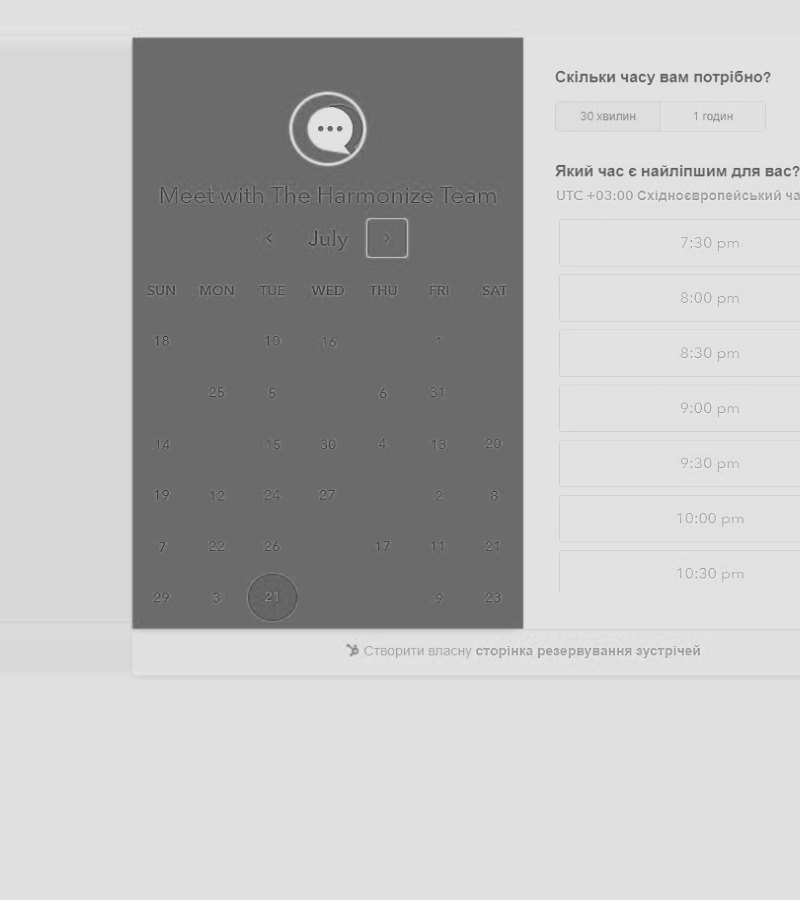 Meet with The Harmonize Team
July
SUN MON TUE WED THU FRI SAT
18 10 16 1
25 5 6 31
14 15 30 4 13 20
19 12 24 27 2 8
7 22 26 17 11 21
29 3 21 9 23
Скільки часу вам потрібно?
30 хвилин 1 годин
Який час є найліпшим для вас?
UTC +03:00 Східноєвропейський ча
7:30 pm
8:00 pm
8:30 pm
9:00 pm
9:30 pm
10:00 pm
10:30 pm
Створити власну сторінка резервування зустрічей